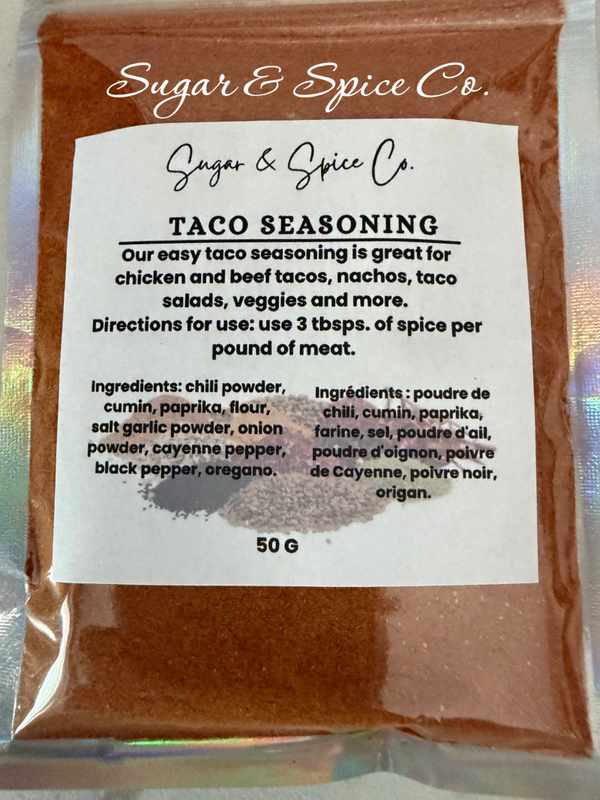 Sugar & Spice Co.
Sugar & Spice Co.
TACO SEASONING
Our easy taco seasoning is great for
chicken and beef tacos, nachos, taco
salads, veggies and more.
Directions for use: use 3 tbsps. of spice per
pound of meat.
Ingredients: chili powder,
cumin, paprika, flour,
salt garlic powder, onion
powder, cayenne pepper,
black pepper, oregano.
Ingrédients : poudre de
chili, cumin, paprika,
farine, sel, poudre d'ail,
poudre d'oignon, poivre
de Cayenne, poivre noir,
origan.
50 G